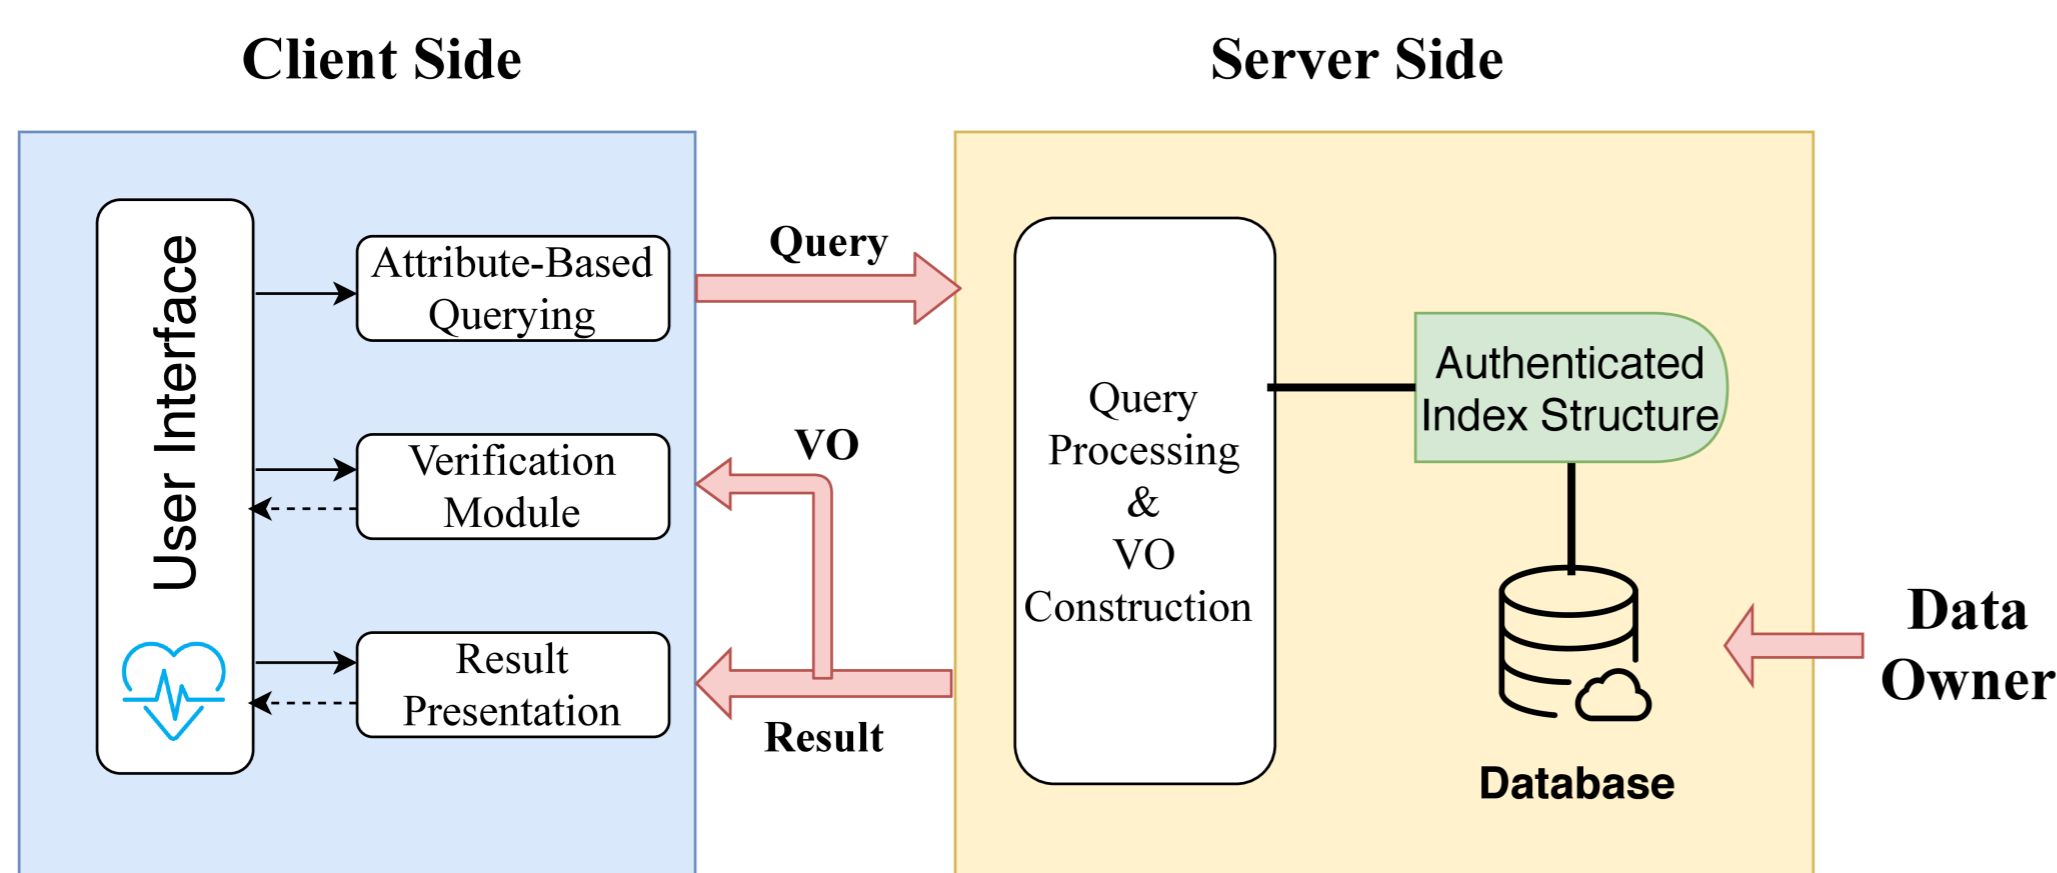 Client Side
Server Side
User Interface
Attribute-Based
Querying
Verification
Module
Result
Presentation
Query
VO
Result
Query
Processing
&
VO
Construction
Authenticated
Index Structure
Database
Data
Owner